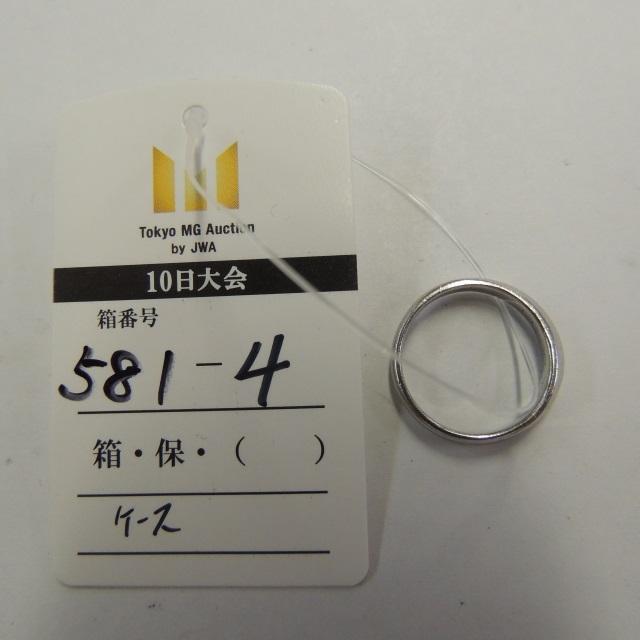 Tokyo MG Auction
by JWA
10日大会
箱番号
581-4
箱・保・(　　)
ケース